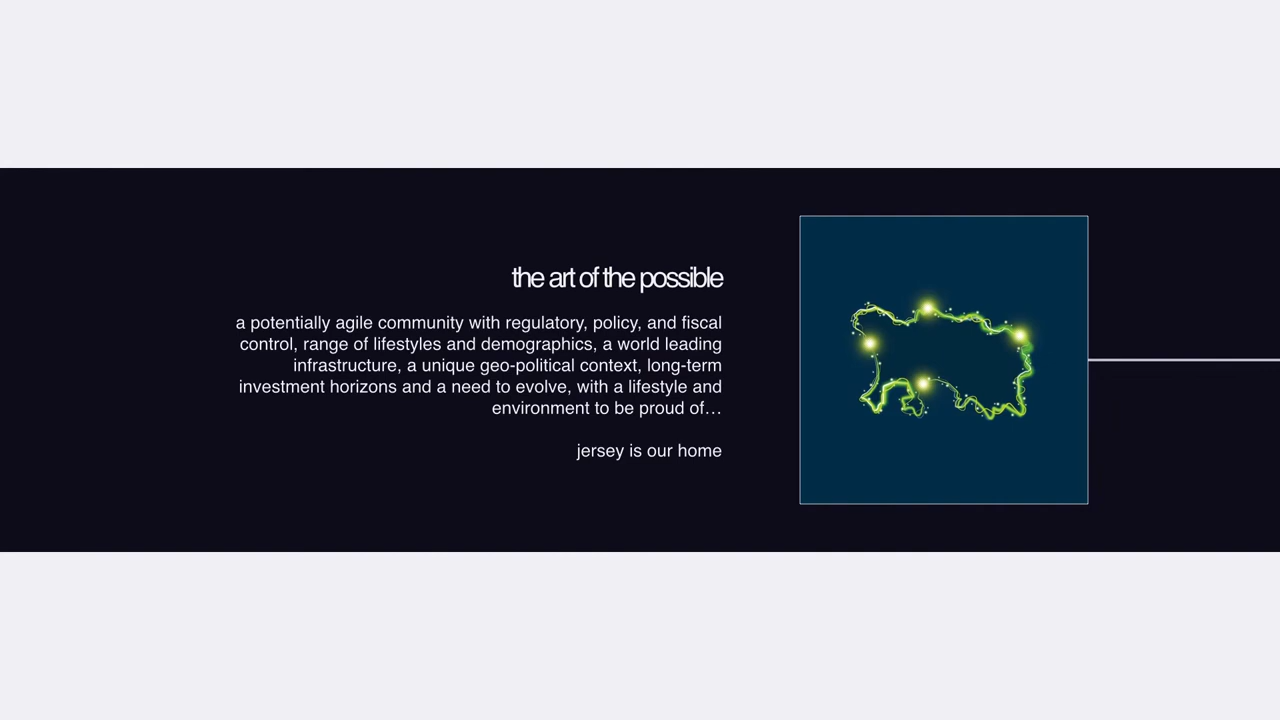 the art of the possible
a potentially agile community with regulatory, policy, and fiscal
control, range of lifestyles and demographics, a world leading
infrastructure, a unique geo-political context, long-term
investment horizons and a need to evolve, with a lifestyle and
environment to be proud of…
jersey is our home